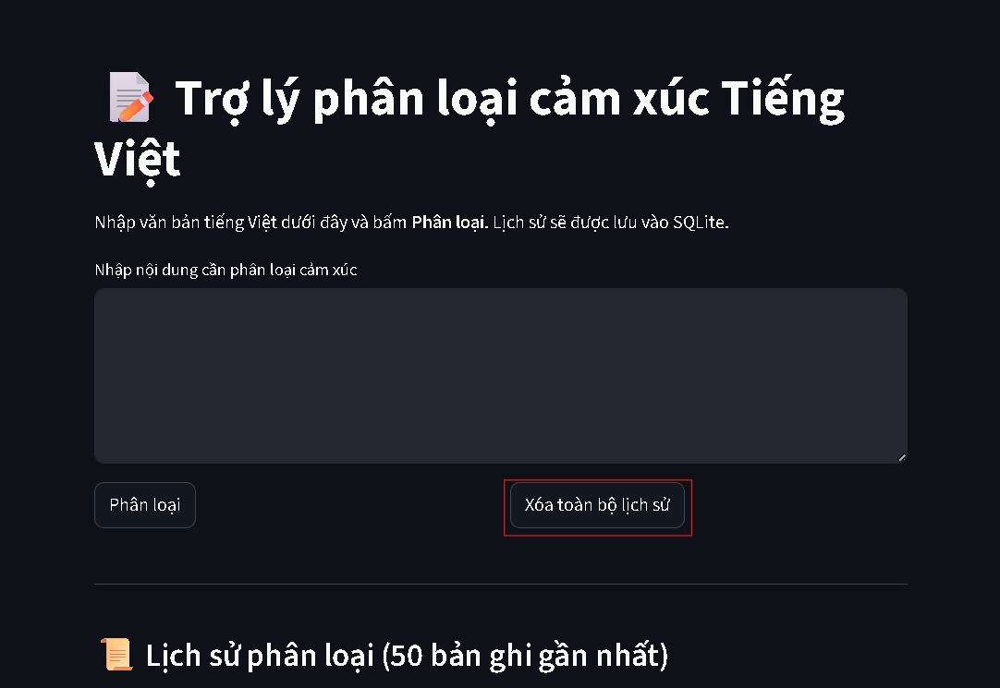 Trợ lý phân loại cảm xúc Tiếng
Việt
Nhập văn bản tiếng Việt dưới đây và bấm Phân loại. Lịch sử sẽ được lưu vào SQLite.
Nhập nội dung cần phân loại cảm xúc
Phân loại
Xóa toàn bộ lịch sử
Lịch sử phân loại (50 bản ghi gần nhất)